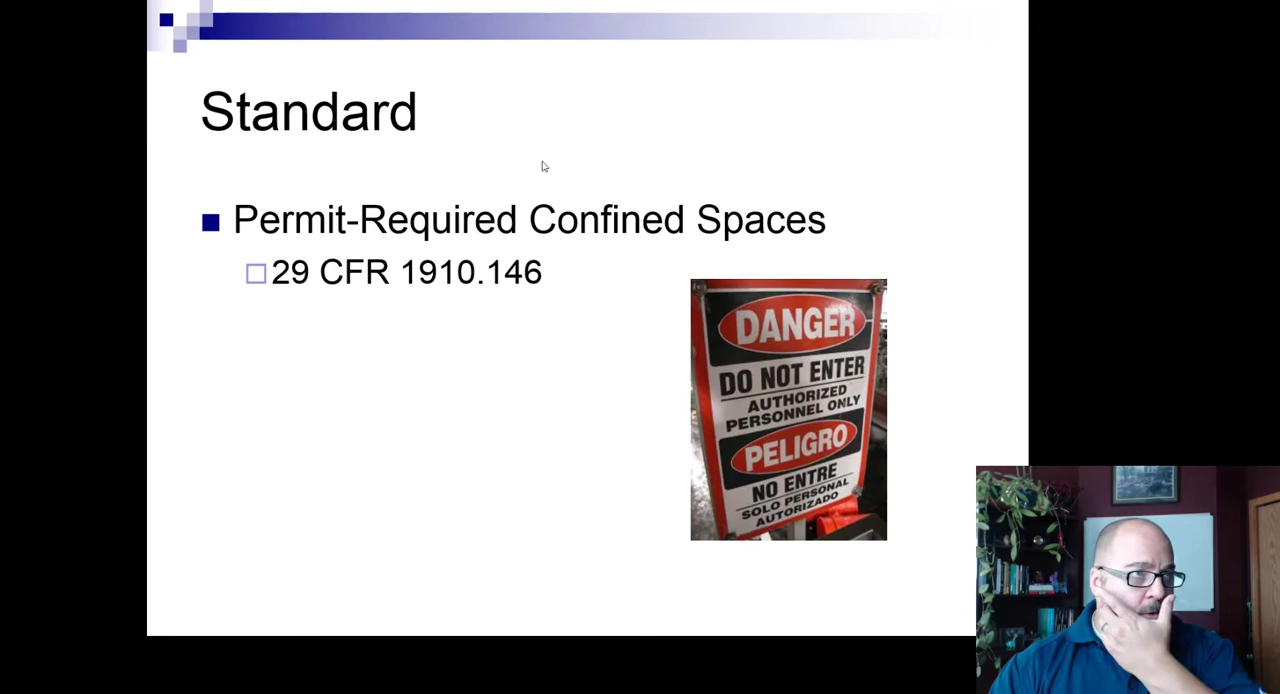 Standard
Permit-Required Confined Spaces
29 CFR 1910.146
DANGER
DO NOT ENTER
AUTHORIZED
PERSONNEL ONLY
PELIGRO
NO ENTRE
SOLO PERSONAL
AUTORIZADO